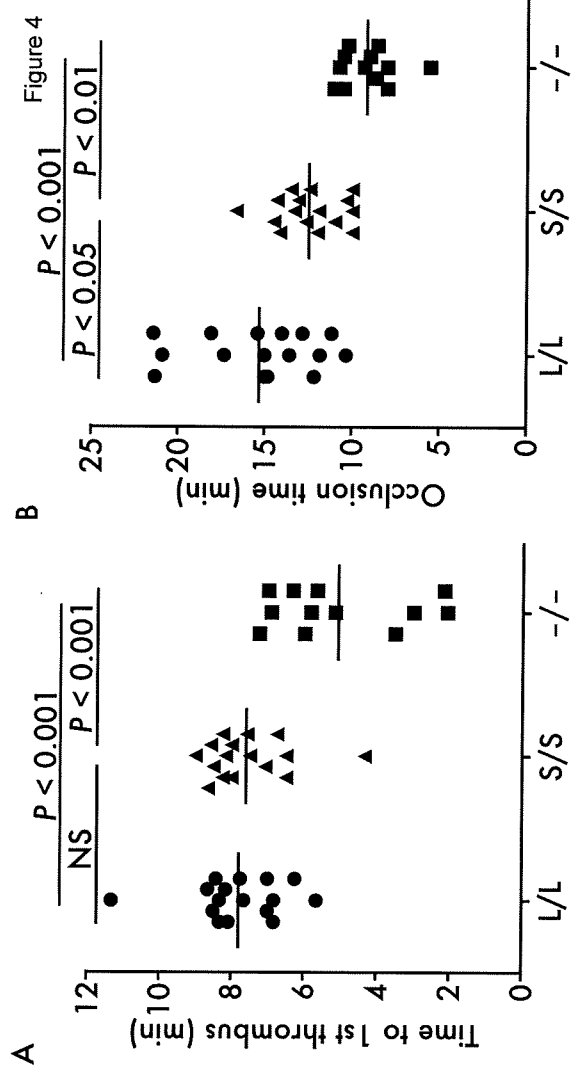 Figure 4
A
P < 0.001
NS
P < 0.001
12
10
8
6
4
2
0
Time to 1st thrombus (min)
L/L
S/S
-/-
B
P < 0.001
P < 0.05
P < 0.01
25
20
15
10
5
0
Occlusion time (min)
L/L
S/S
-/-